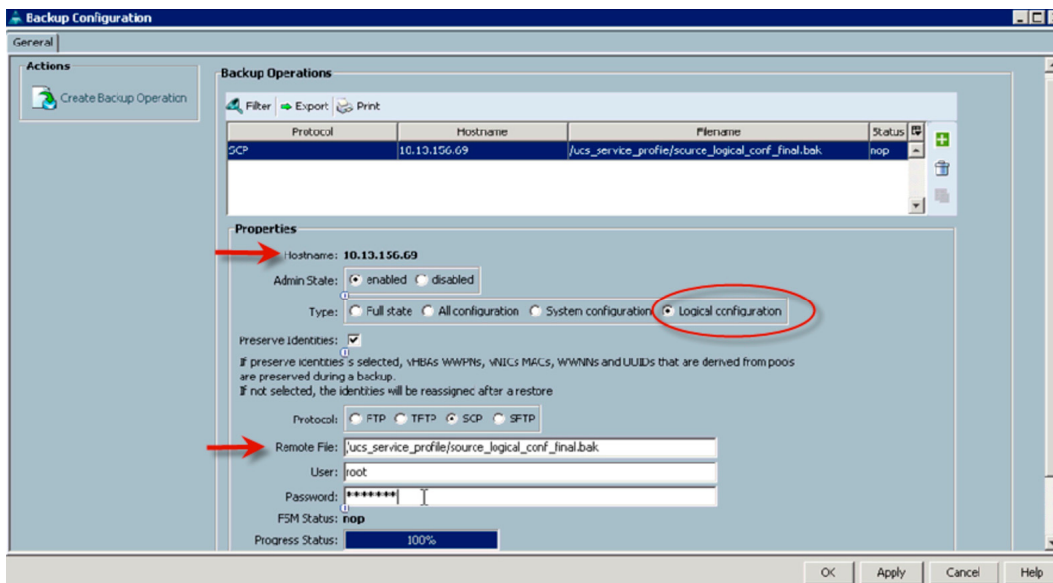 Backup Configuration
General
Actions
Create Backup Operation
Backup Operations
Filter Export Print
Protocol Hostname Filename Status
SCP 10.13.156.69 /ucs_service_profie/source_logical_conf_final.bak nop
Properties
Hostname: 10.13.156.69
Admin State: enabled disabled
Type: Full state All configuration System configuration Logical configuration
Preserve Identities:
If preserve identities is selected, vHBAs WWPNs, vNICs MACs, WWNNs and UUIDs that are derived from poos
are preserved during a backup.
If not selected, the identities will be reassigned after a restore
Protocol: FTP TFTP SCP SFTP
Remote File: /ucs_service_profile/source_logical_conf_final.bak
User: root
Password: *******
FSM Status: nop
Progress Status: 100%
OK Apply Cancel Help